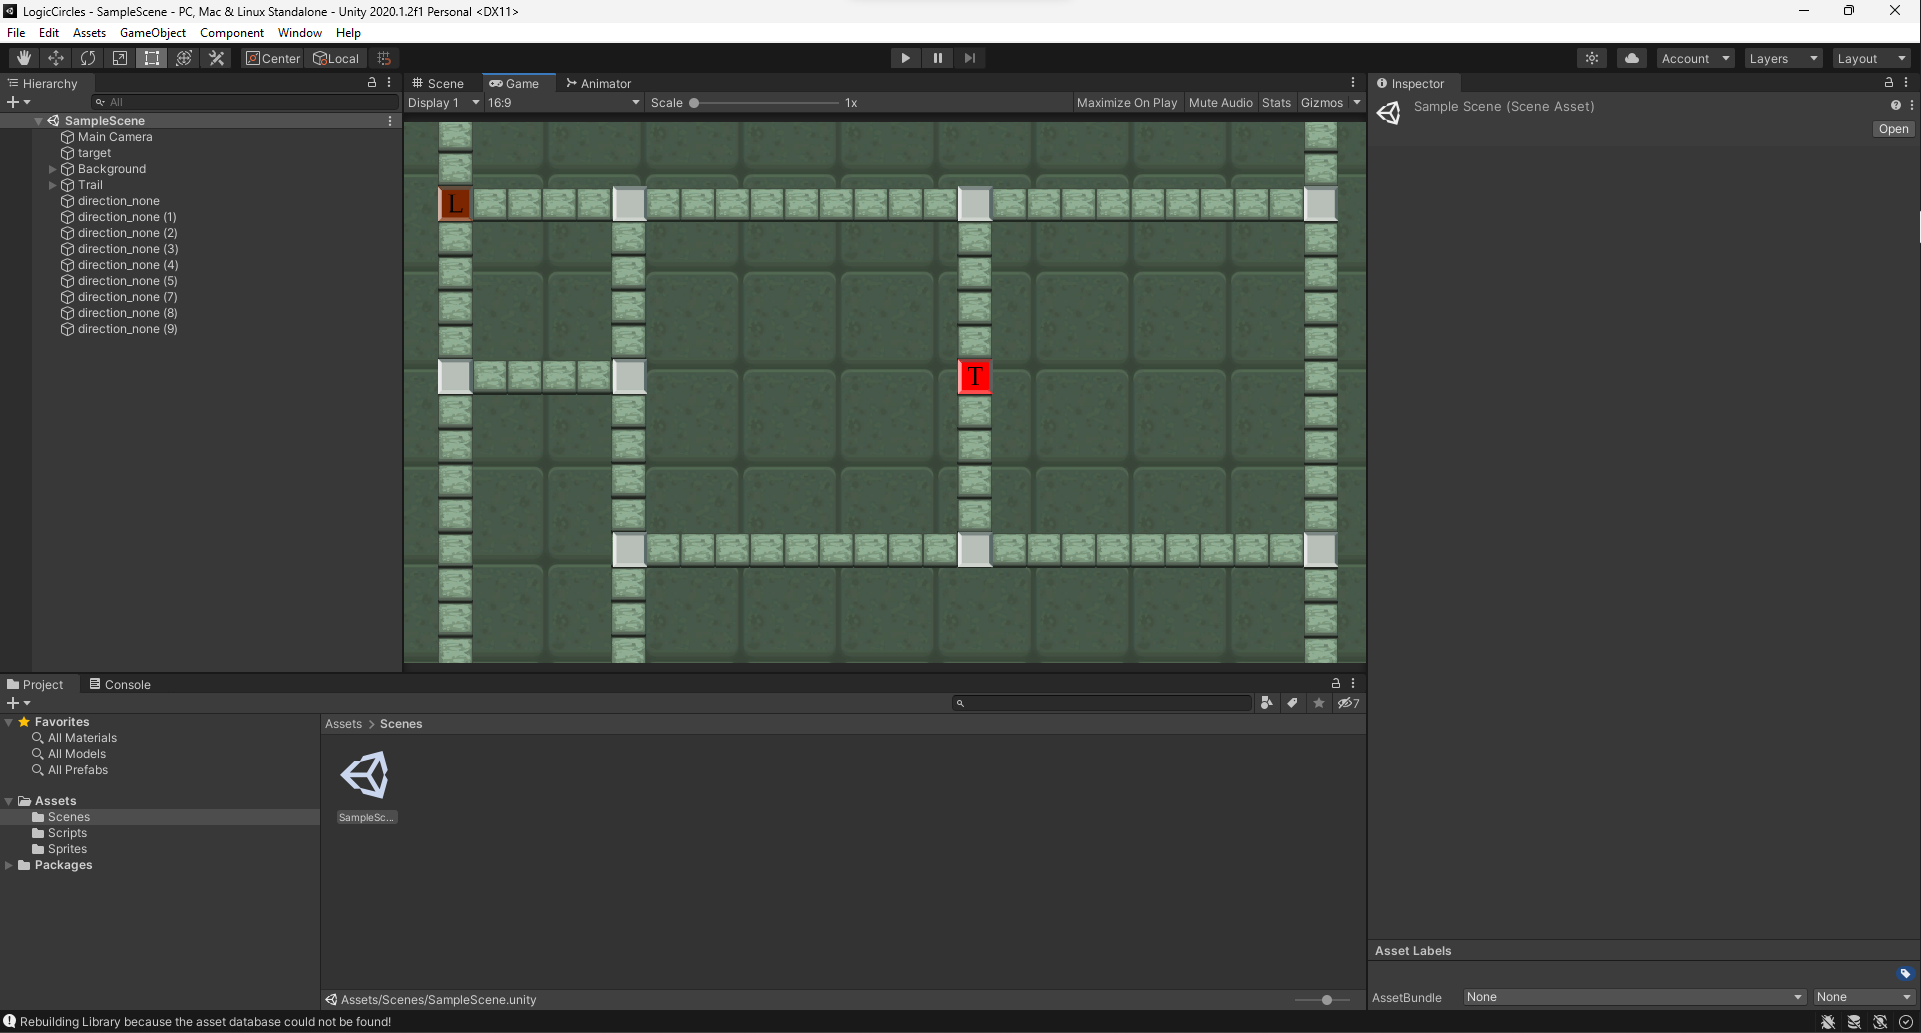 LogicCircles - SampleScene - PC, Mac & Linux Standalone - Unity 2020.1.2f1 Personal <DX11>
File Edit Assets GameObject Component Window Help
Center Local Account Layers Layout
Hierarchy
All
SampleScene
Main Camera
target
Background
Trail
direction_none
direction_none (1)
direction_none (2)
direction_none (3)
direction_none (4)
direction_none (5)
direction_none (7)
direction_none (8)
direction_none (9)
Scene Game Animator
Display 1 16:9 Scale 1x Maximize On Play Mute Audio Stats Gizmos
L
T
Inspector
Sample Scene (Scene Asset)
Open
Project Console
7
Favorites
All Materials
All Models
All Prefabs
Assets
Scenes
Scripts
Sprites
Packages
Assets > Scenes
SampleSc...
Assets/Scenes/SampleScene.unity
Asset Labels
AssetBundle None None
Rebuilding Library because the asset database could not be found!